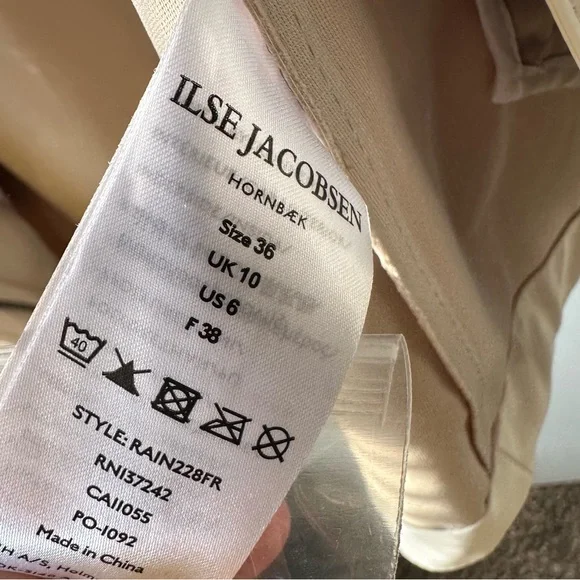 ILSE JACOBSEN
HORNBÆK
Size 36
UK 10
US 6
F 38
40
STYLE: RAIN228FR
RN137242
CA11055
PO-1092
Made in China
A/S,